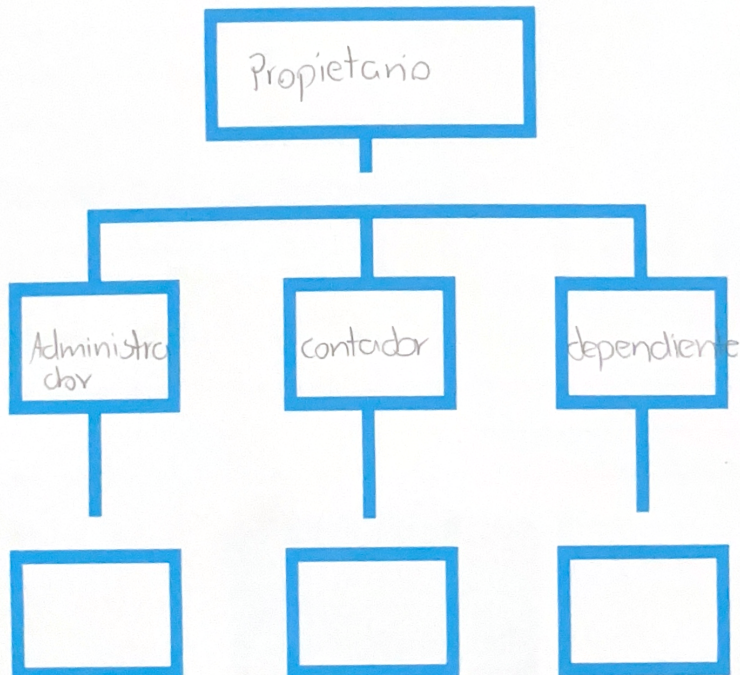 Propietario
Administra
dor
contador
dependiente